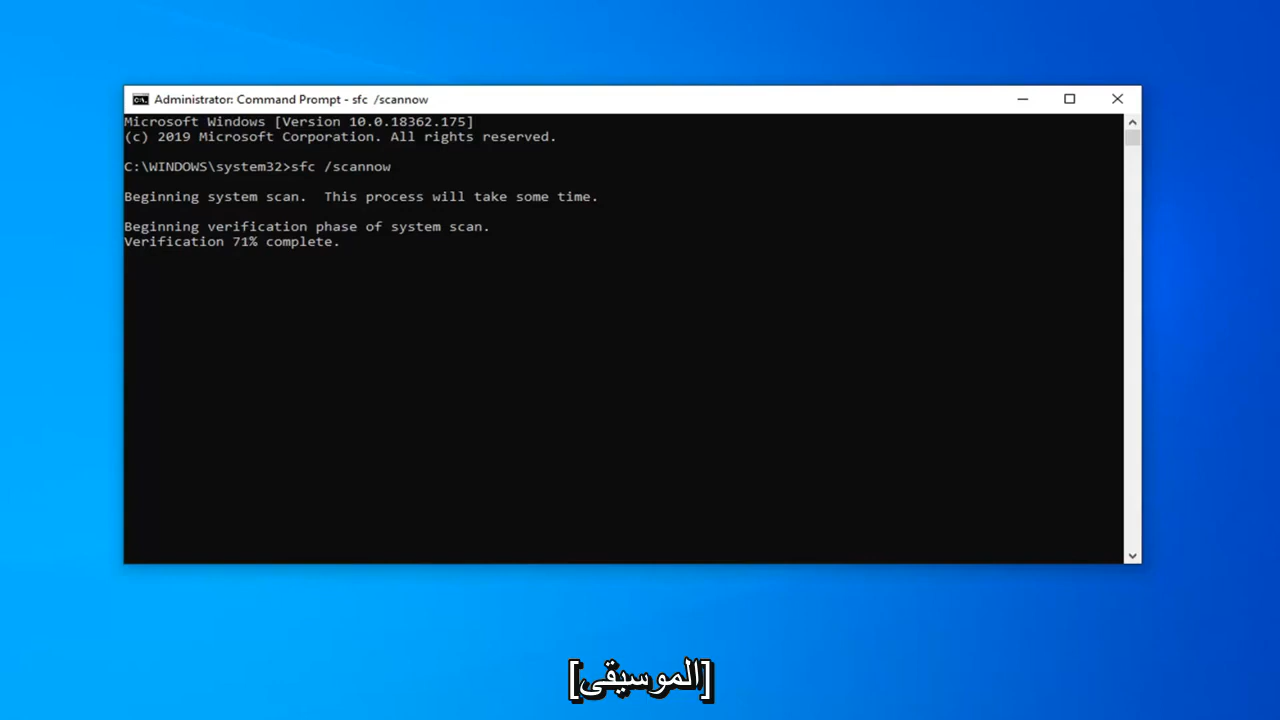 Administrator: Command Prompt - sfc  /scannow
Microsoft Windows [Version 10.0.18362.175]
(c) 2019 Microsoft Corporation. All rights reserved.
C:\WINDOWS\system32>sfc /scannow
Beginning system scan.  This process will take some time.
Beginning verification phase of system scan.
Verification 71% complete.
[الموسيقى]